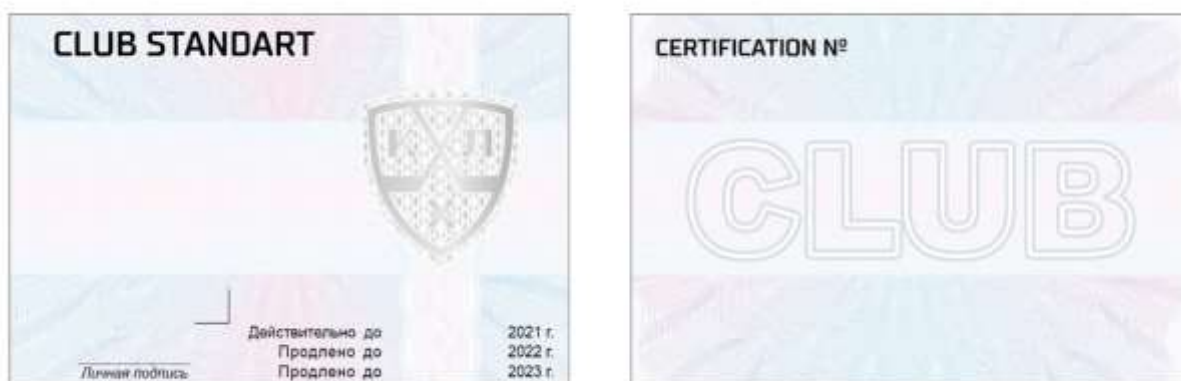 CLUB STANDART
К Л
Х
Действительно до 2021 г.
Продлено до 2022 г.
Личная подпись
Продлено до 2023 г.
CERTIFICATION №
CLUB